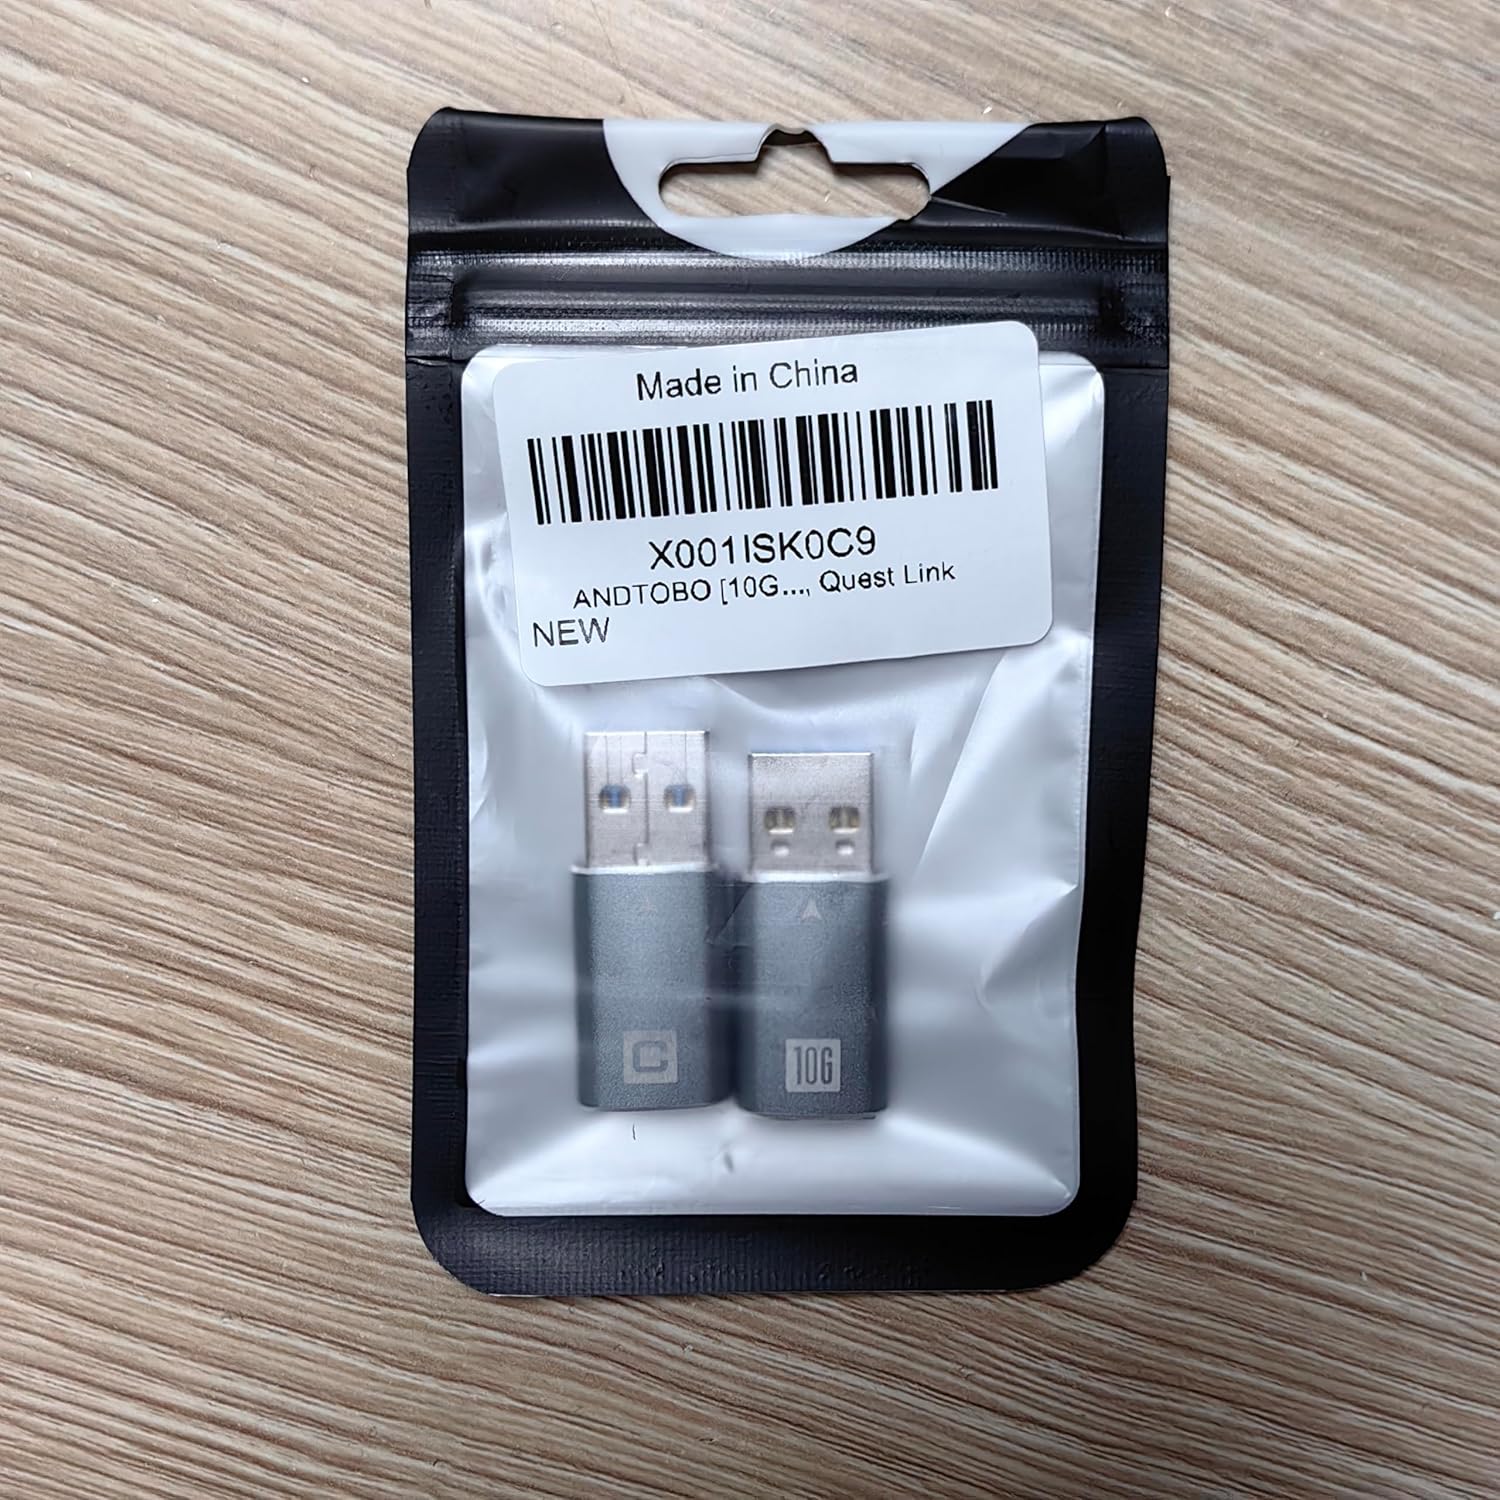 Made in China
X001ISK0C9
ANDTOBO [10G..., Quest Link
NEW
C
10G